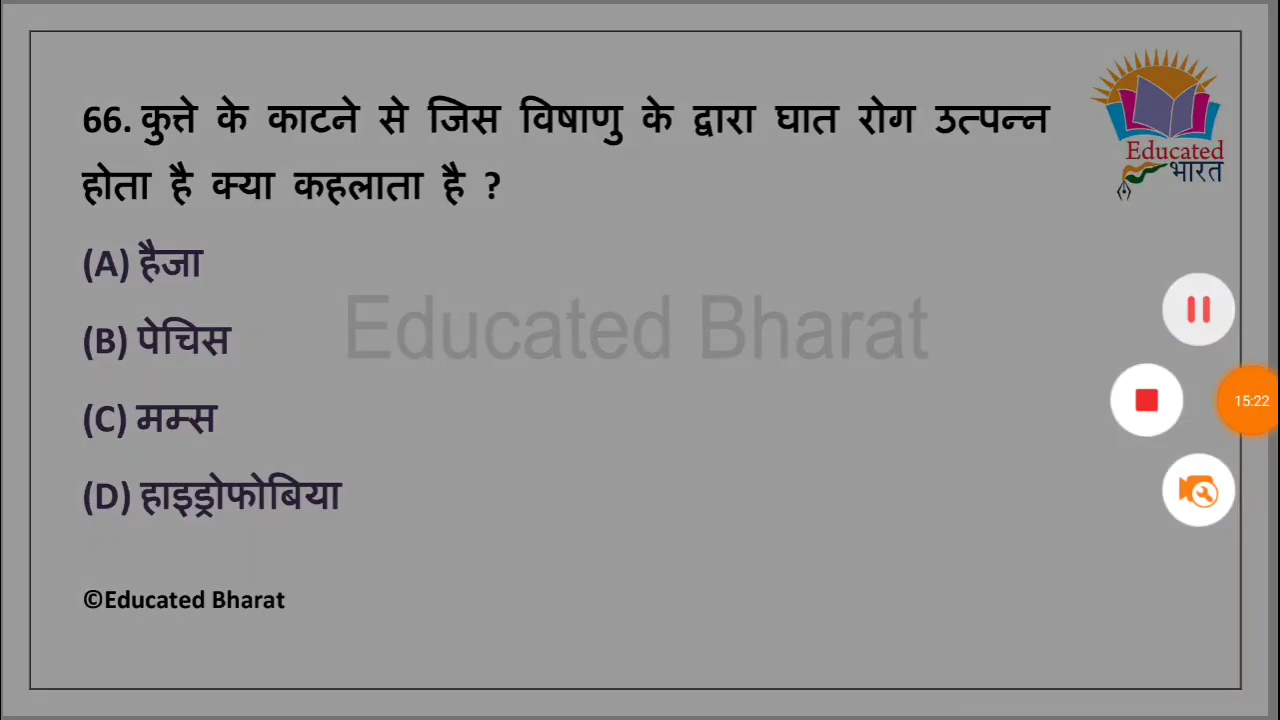 66. कुत्ते के काटने से जिस विषाणु के द्वारा घात रोग उत्पन्न
होता है क्या कहलाता है ?
(A) हैजा
(B) पेचिस
(C) मम्स
(D) हाइड्रोफोबिया
©Educated Bharat
Educated Bharat
Educated
भारत
15:22